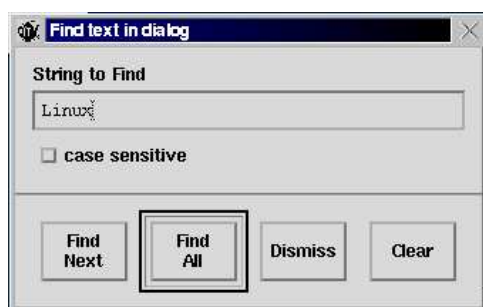 Find text in dialog
String to Find
Linux
case sensitive
Find Next
Find All
Dismiss
Clear